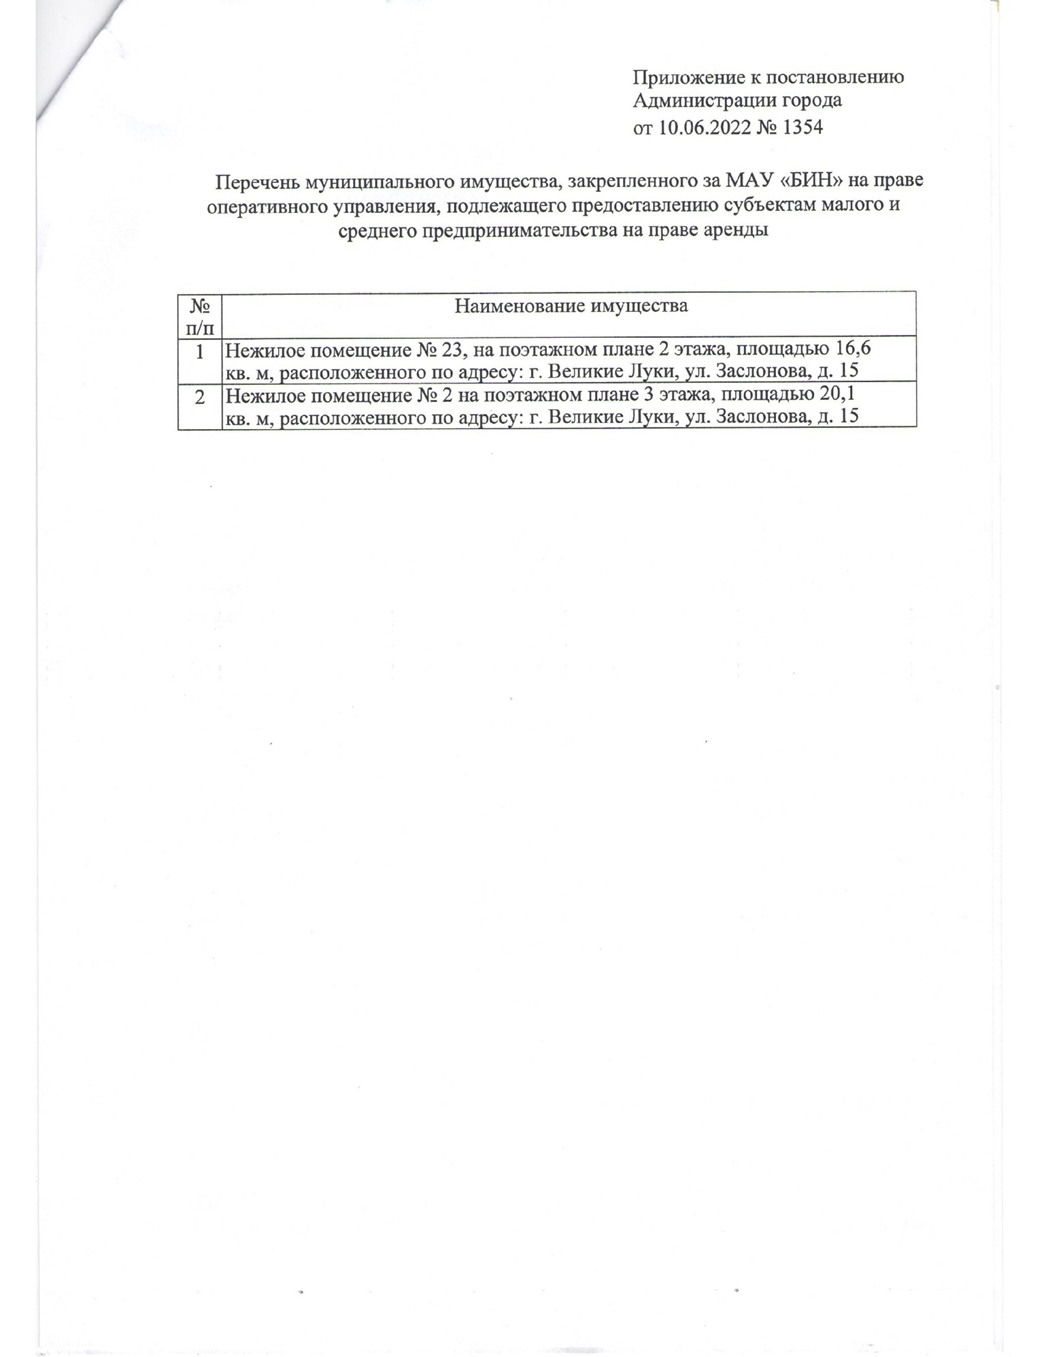 Приложение к постановлению
Администрации города
от 10.06.2022 № 1354
Перечень муниципального имущества, закрепленного за МАУ «БИН» на праве
оперативного управления, подлежащего предоставлению субъектам малого и
среднего предпринимательства на праве аренды
№
п/п
Наименование имущества
1
Нежилое помещение № 23, на поэтажном плане 2 этажа, площадью 16,6
кв. м, расположенного по адресу: г. Великие Луки, ул. Заслонова, д. 15
2
Нежилое помещение № 2 на поэтажном плане 3 этажа, площадью 20,1
кв. м, расположенного по адресу: г. Великие Луки, ул. Заслонова, д. 15